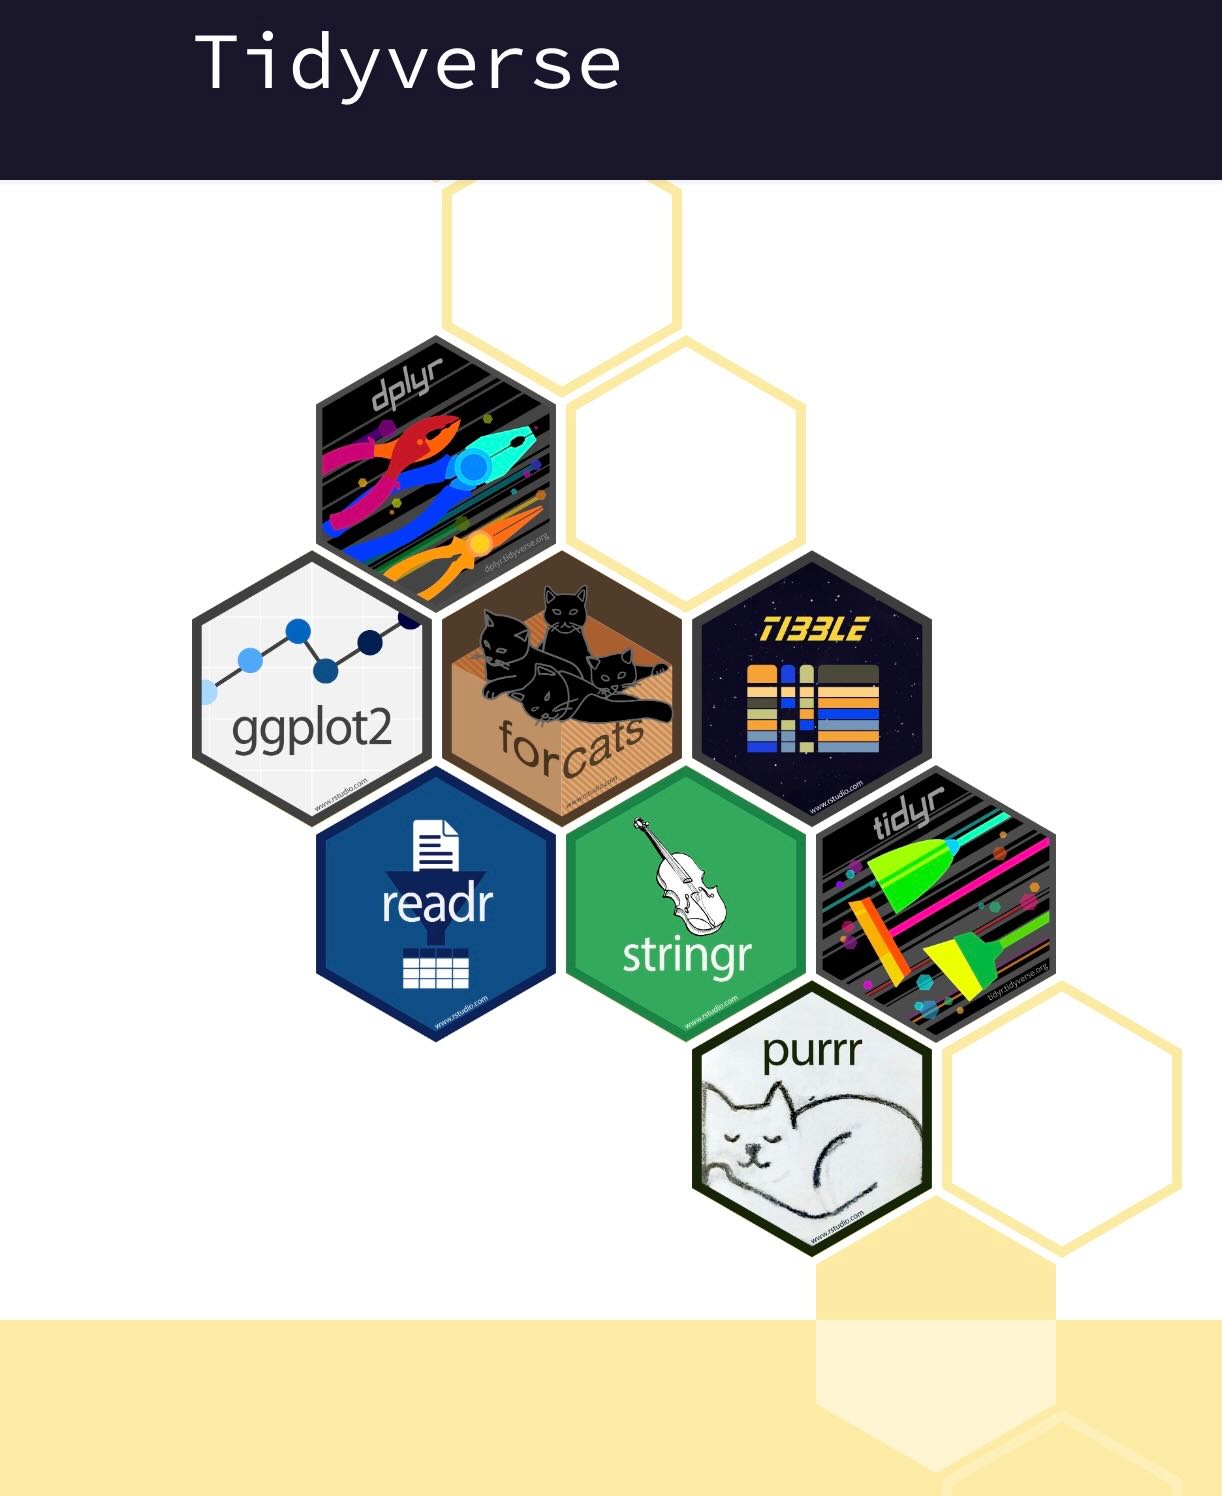 Tidyverse
dplyr
dplyr.tidyverse.org
ggplot2
www.rstudio.com
forcats
www.rstudio.com
TIBBLE
www.rstudio.com
readr
www.rstudio.com
stringr
www.rstudio.com
tidyr
tidyr.tidyverse.org
purrr
www.rstudio.com